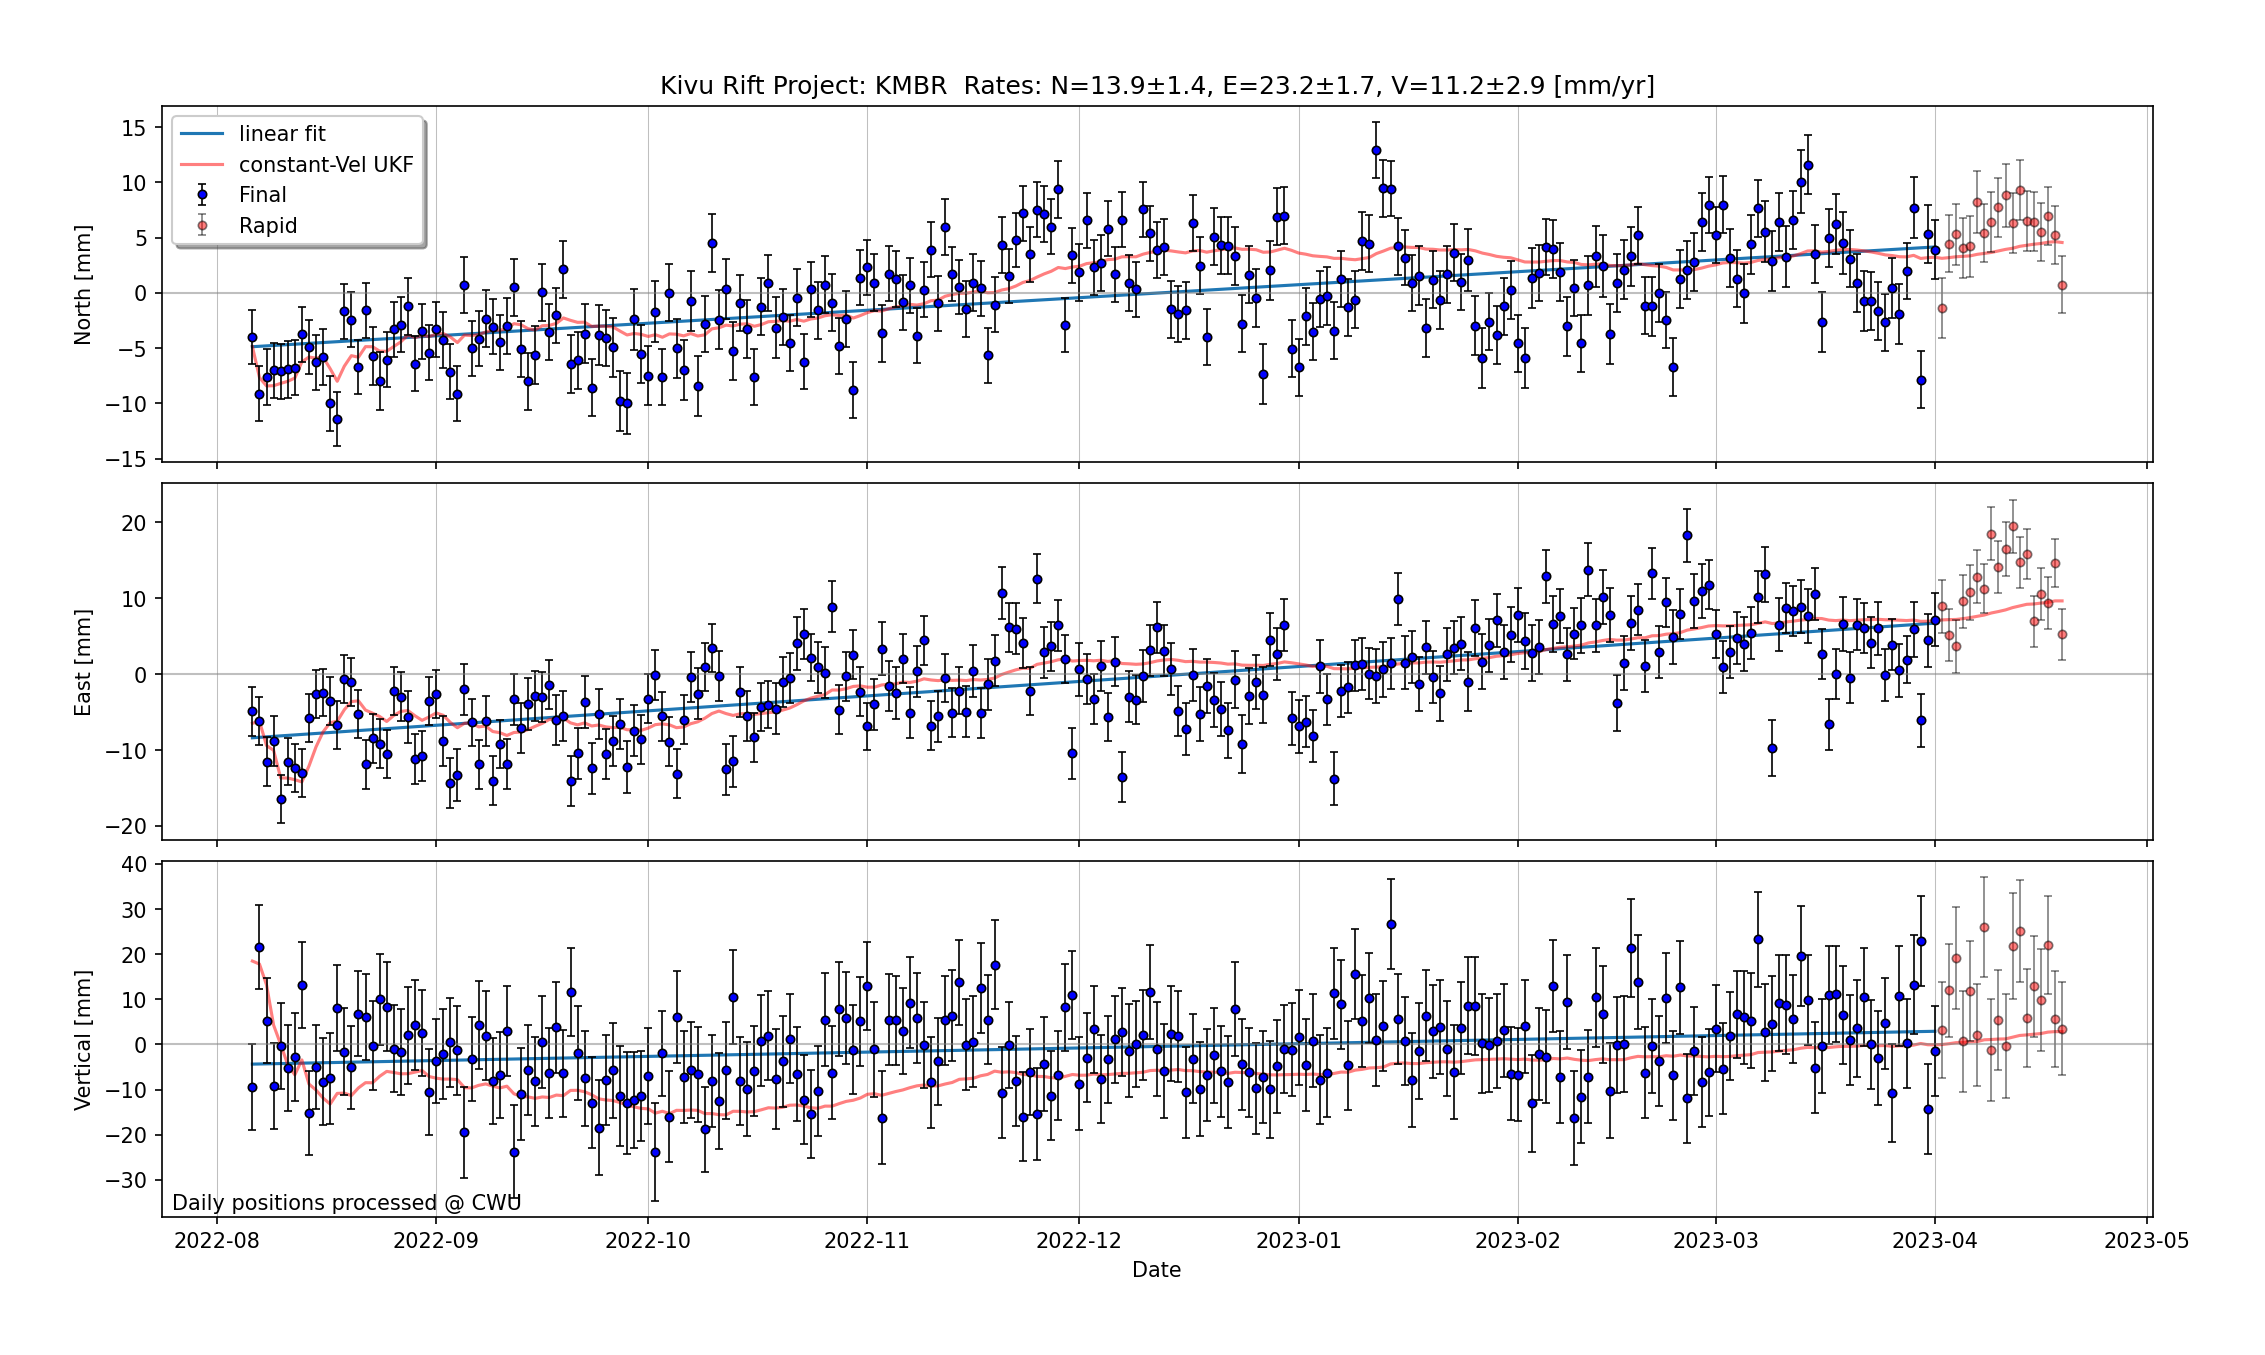 Kivu Rift Project: KMBR  Rates: N=13.9±1.4, E=23.2±1.7, V=11.2±2.9 [mm/yr]
linear fit
constant-Vel UKF
Final
Rapid
North [mm]
15
10
5
0
−5
−10
−15
East [mm]
20
10
0
−10
−20
Vertical [mm]
40
30
20
10
0
−10
−20
−30
Daily positions processed @ CWU
2022-08 2022-09 2022-10 2022-11 2022-12 2023-01 2023-02 2023-03 2023-04 2023-05
Date